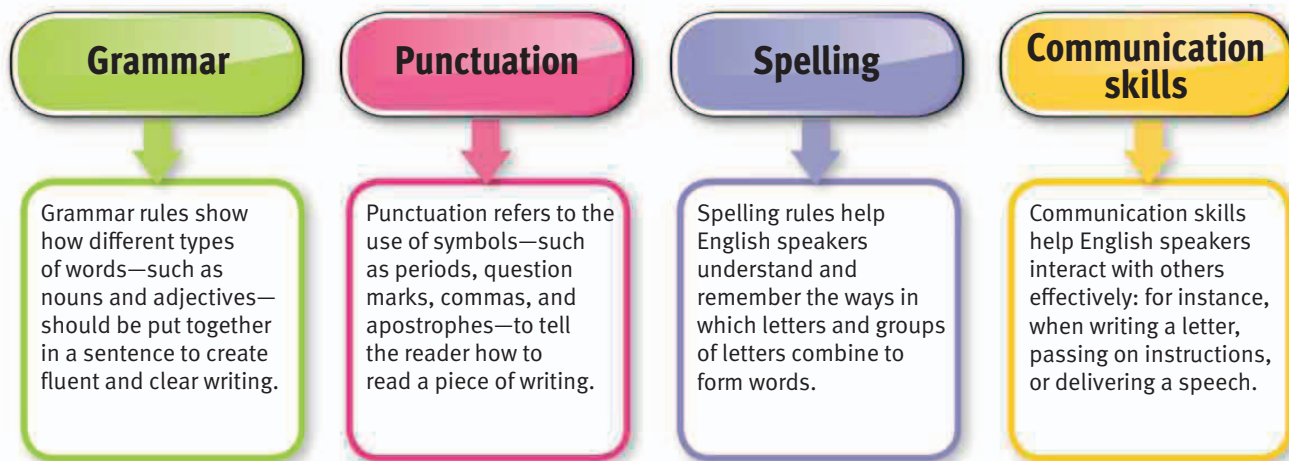 Grammar
Grammar rules show
how different types
of words—such as
nouns and adjectives—
should be put together
in a sentence to create
fluent and clear writing.
Punctuation
Punctuation refers to the
use of symbols—such
as periods, question
marks, commas, and
apostrophes—to tell
the reader how to
read a piece of writing.
Spelling
Spelling rules help
English speakers
understand and
remember the ways in
which letters and groups
of letters combine to
form words.
Communication
skills
Communication skills
help English speakers
interact with others
effectively: for instance,
when writing a letter,
passing on instructions,
or delivering a speech.